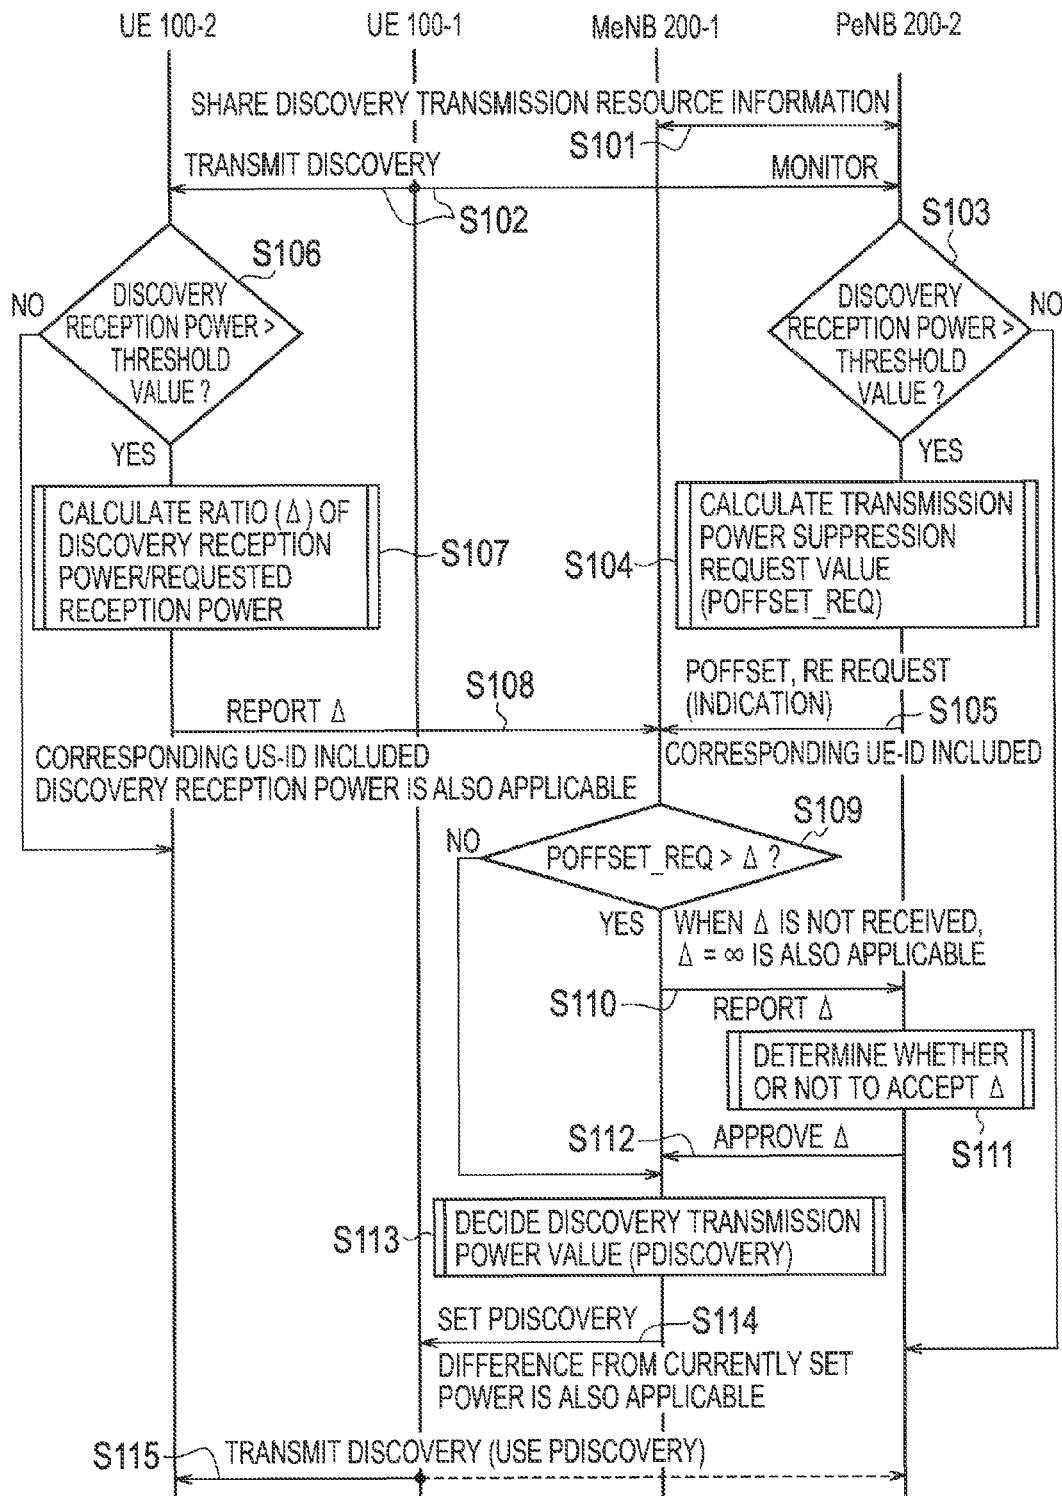 UE 100-2
UE 100-1
MeNB 200-1
PeNB 200-2
SHARE DISCOVERY TRANSMISSION RESOURCE INFORMATION
S101
TRANSMIT DISCOVERY
MONITOR
S102
S103
S106
NO
DISCOVERY
RECEPTION POWER >
THRESHOLD
VALUE ?
YES
DISCOVERY
RECEPTION POWER >
THRESHOLD
VALUE ?
NO
YES
CALCULATE RATIO (Δ) OF
DISCOVERY RECEPTION
POWER/REQUESTED
RECEPTION POWER
S107
S104
CALCULATE TRANSMISSION
POWER SUPPRESSION
REQUEST VALUE
(POFFSET_REQ)
POFFSET, RE REQUEST
(INDICATION)
S105
REPORT Δ
S108
CORRESPONDING US-ID INCLUDED
DISCOVERY RECEPTION POWER IS ALSO APPLICABLE
CORRESPONDING UE-ID INCLUDED
S109
NO
POFFSET_REQ > Δ ?
YES
WHEN Δ IS NOT RECEIVED,
Δ = ∞ IS ALSO APPLICABLE
S110
REPORT Δ
DETERMINE WHETHER
OR NOT TO ACCEPT Δ
S111
S112
APPROVE Δ
S113
DECIDE DISCOVERY TRANSMISSION
POWER VALUE (PDISCOVERY)
SET PDISCOVERY
S114
DIFFERENCE FROM CURRENTLY SET
POWER IS ALSO APPLICABLE
S115
TRANSMIT DISCOVERY (USE PDISCOVERY)